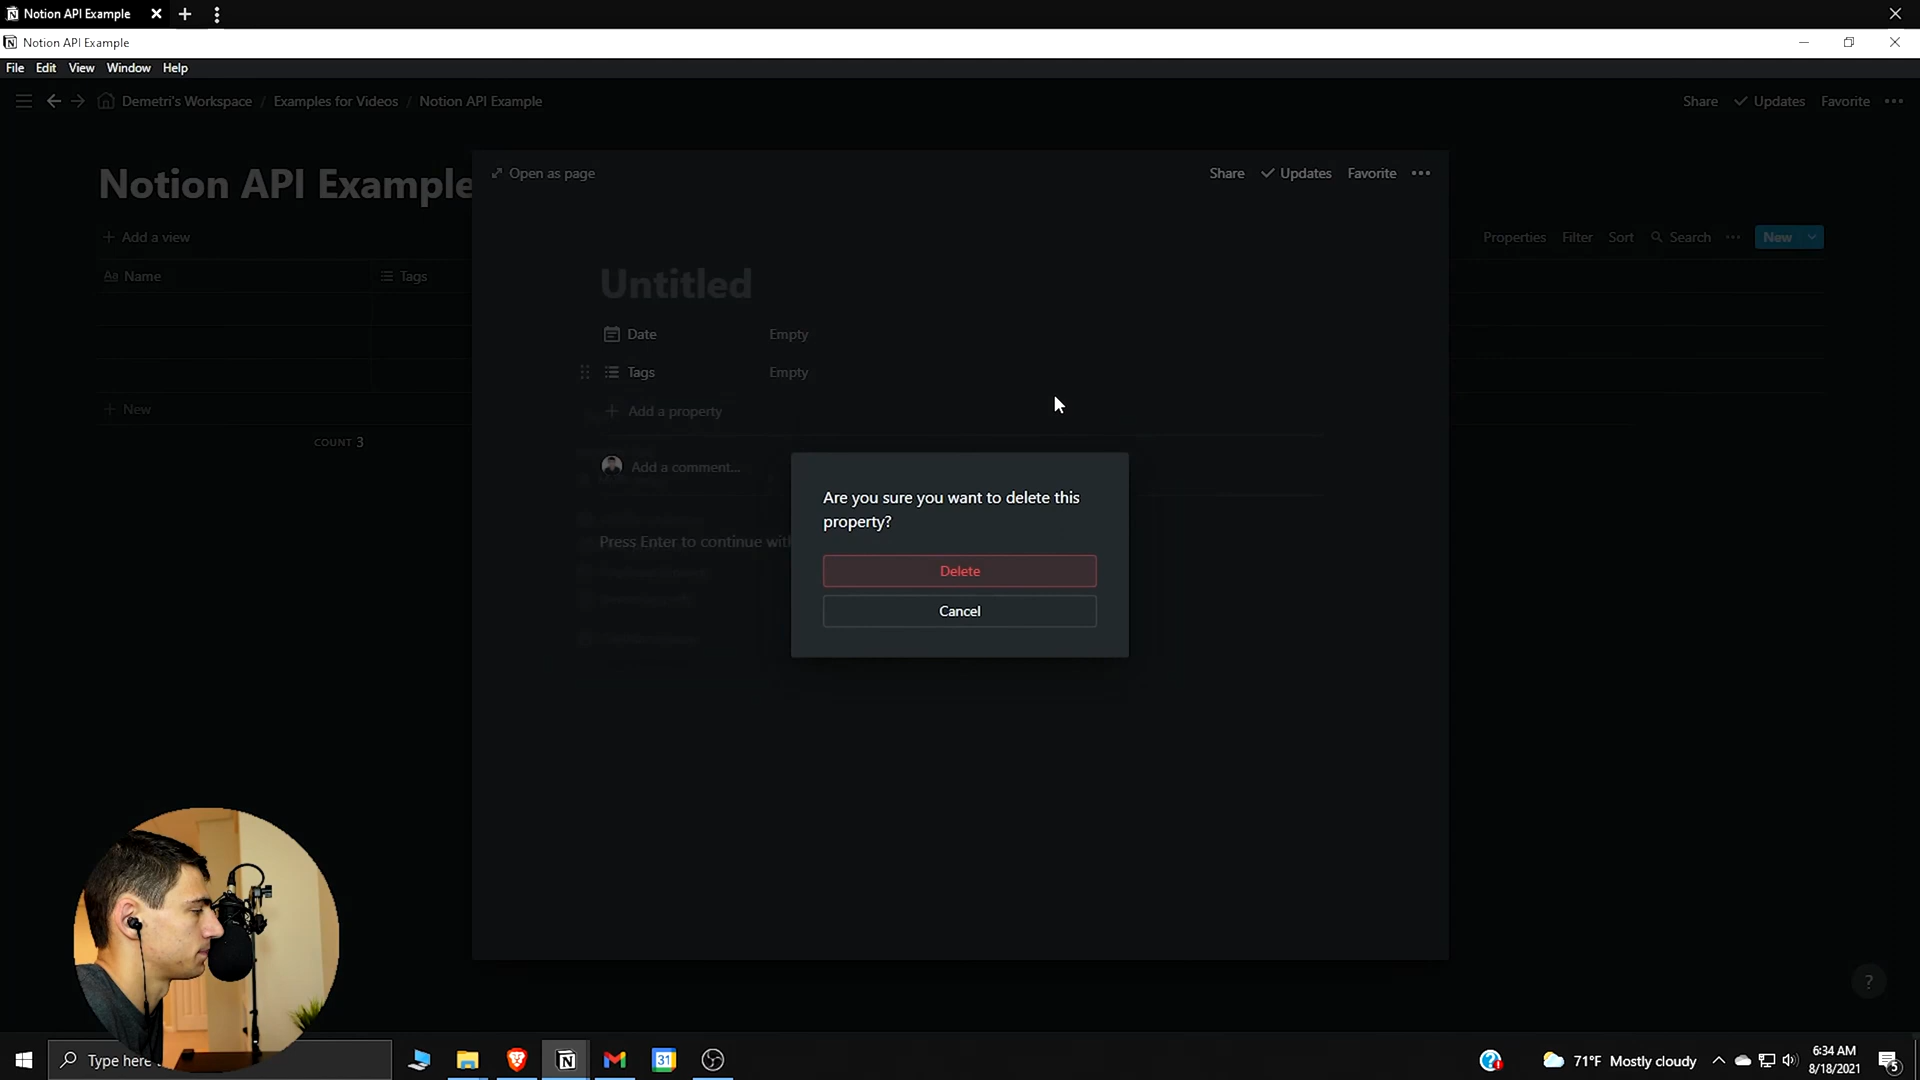 Notion API Example
Notion API Example
File Edit View Window Help
Demetri's Workspace / Examples for Videos / Notion API Example
Share Updates Favorite
Open as page
Share Updates Favorite
Notion API Example
Add a view
Properties Filter Sort Search New
Aa Name
Tags
Untitled
Date Empty
Tags Empty
Add a property
New
COUNT 3
Add a comment...
Press Enter to continue with
Are you sure you want to delete this
property?
Delete
Cancel
?
Type here
31
71°F Mostly cloudy
6:34 AM
8/18/2021
5